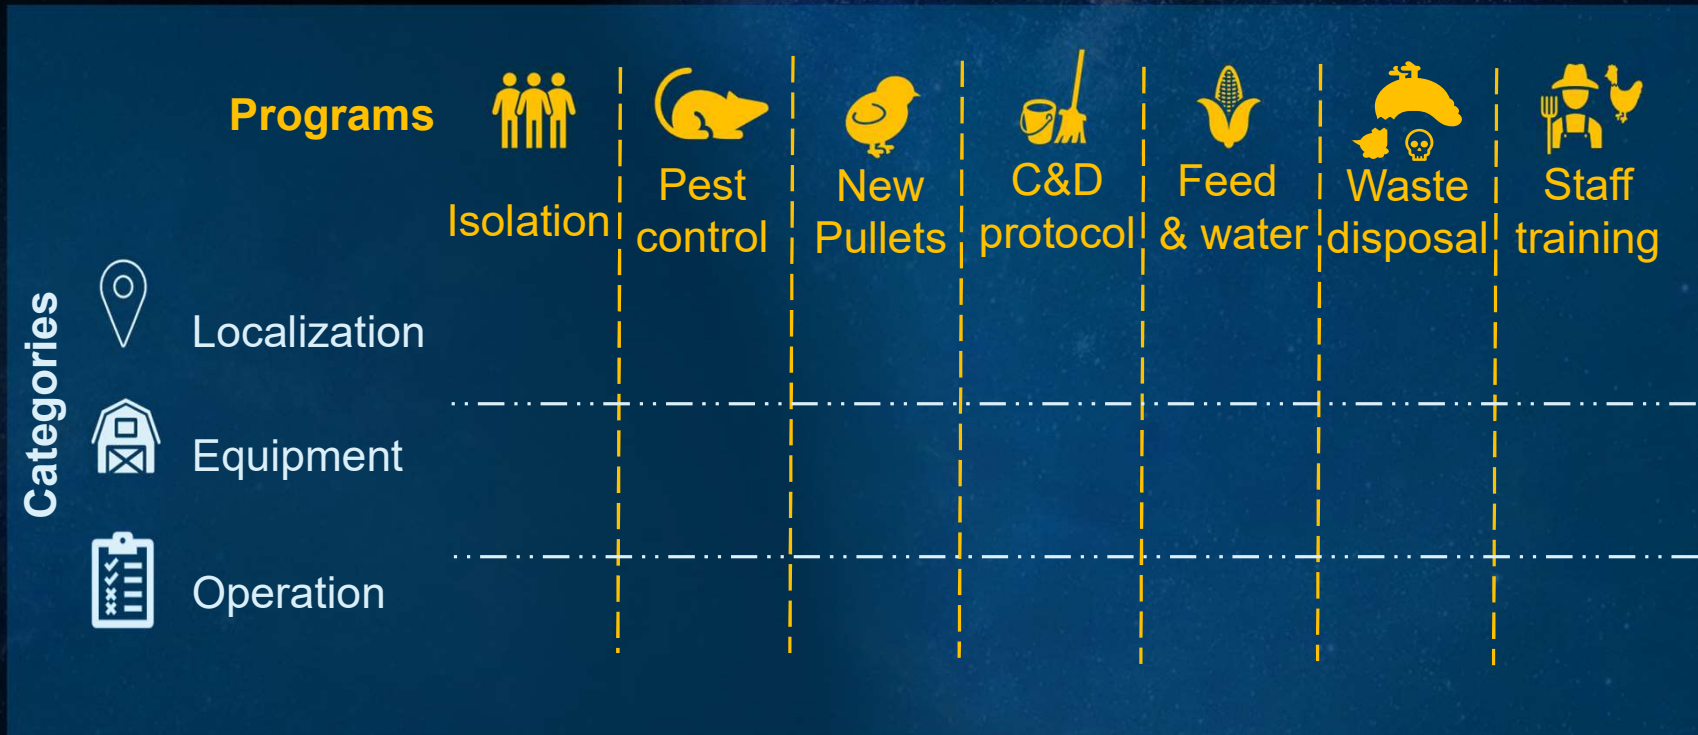 Programs
Isolation
Pest
control
New
Pullets
C&D
protocol
Feed
& water
Waste
disposal
Staff
training
Categories
Localization
Equipment
Operation